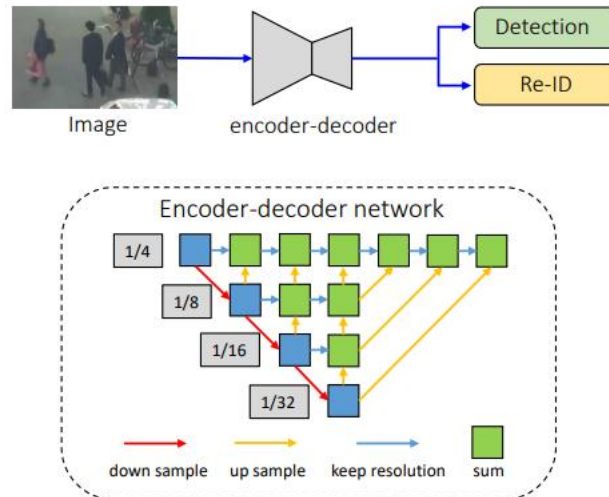 Detection
Re-ID
Image
encoder-decoder
Encoder-decoder network
1/4
1/8
1/16
1/32
down sample
up sample
keep resolution
sum